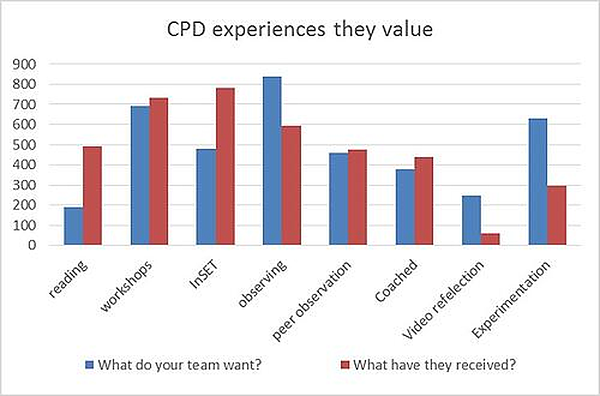 CPD experiences they value
900
800
700
600
500
400
300
200
100
0
reading
workshops
InSET
observing
peer observation
Coached
Video refelection
Experimentation
What do your team want?
What have they received?